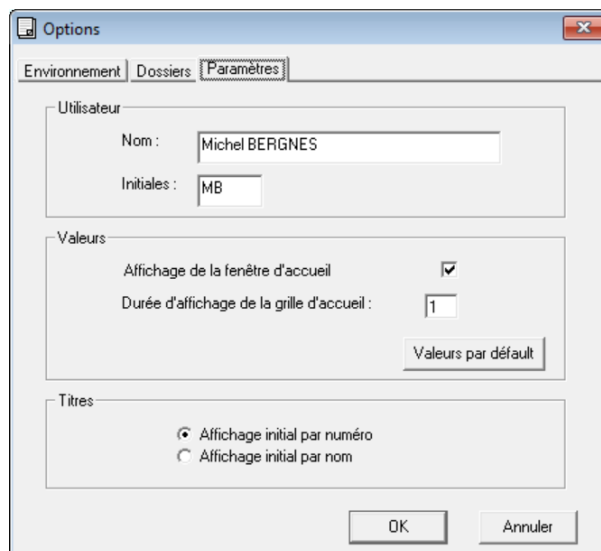 Options
Environnement Dossiers Paramètres
Utilisateur
Nom : Michel BERGNES
Initiales : MB
Valeurs
Affichage de la fenêtre d'accueil
Durée d'affichage de la grille d'accueil : 1
Valeurs par défault
Titres
Affichage initial par numéro
Affichage initial par nom
OK Annuler